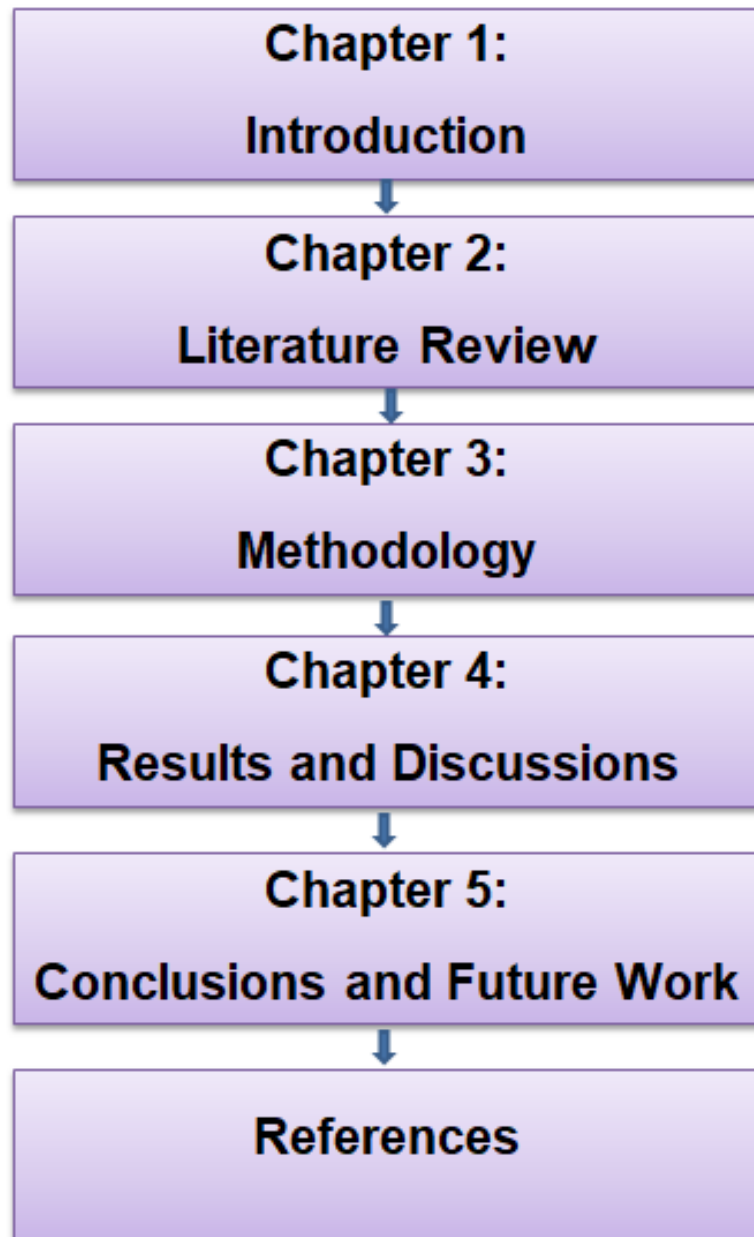 Chapter 1:
Introduction
Chapter 2:
Literature Review
Chapter 3:
Methodology
Chapter 4:
Results and Discussions
Chapter 5:
Conclusions and Future Work
References